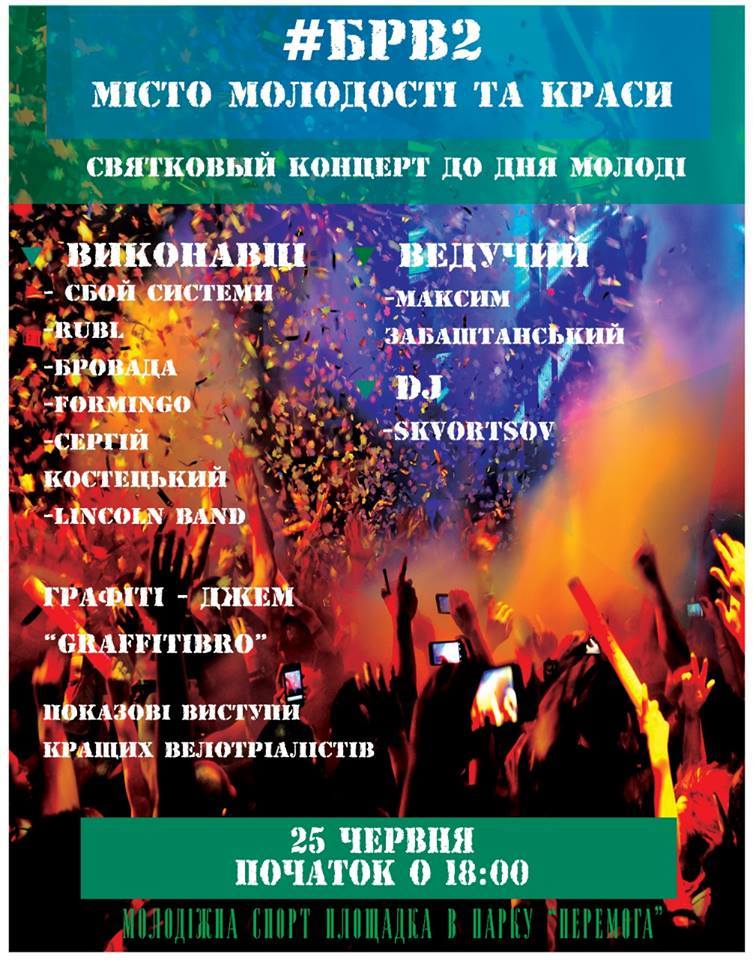 #БРВ2
МІСТО МОЛОДОСТІ ТА КРАСИ
СВЯТКОВЫЙ КОНЦЕРТ ДО ДНЯ МОЛОДІ
ВИКОНАВЦІ
- СБОЙ СИСТЕМИ
-RUBL
-БРОВАДА
-FORMINGO
-СЕРГІЙ
КОСТЕЦЬКИЙ
-LINCOLN BAND
ГРАФІТІ - ДЖЕМ
“GRAFFITIBRO”
ПОКАЗОВІ ВИСТУПИ
КРАЩИХ ВЕЛОТРІАЛІСТІВ
ВЕДУЧИЙ
-МАКСИМ
ЗАБАШТАНСЬКИЙ
DJ
-SKVORTSOV
25 ЧЕРВНЯ
ПОЧАТОК О 18:00
МОЛОДІЖНА СПОРТ ПЛОЩАДКА В ПАРКУ “ПЕРЕМОГА”